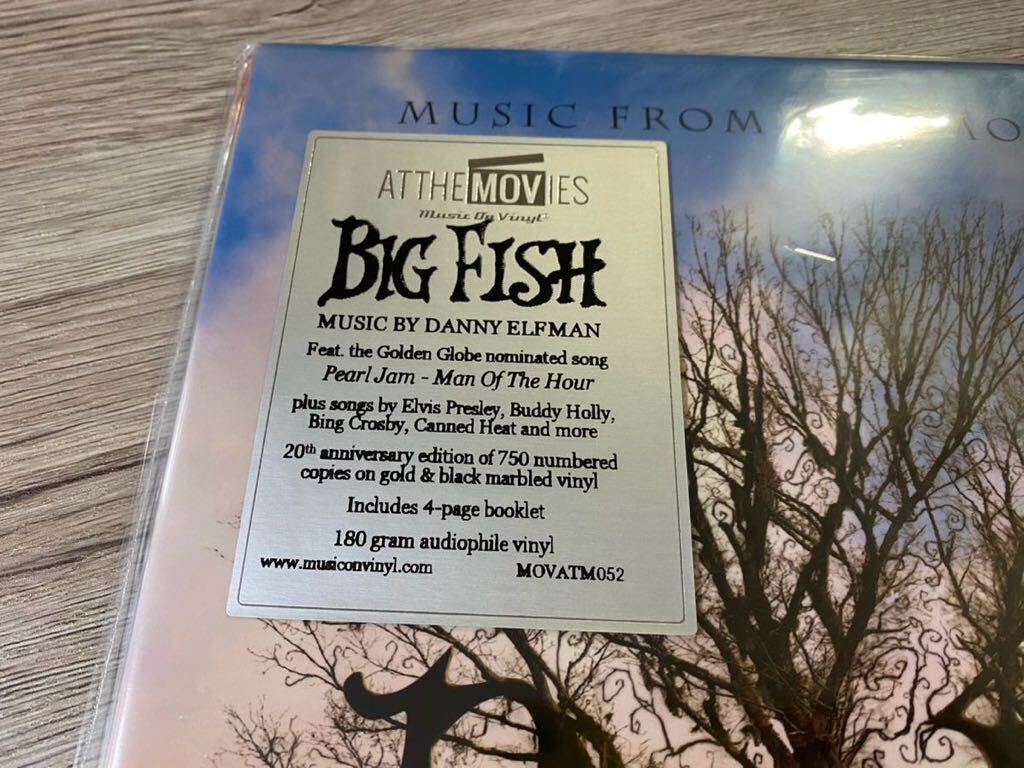 MUSIC FROM
ATTHEMOVIES
Music On Vinyl
BIG FISH
MUSIC BY DANNY ELFMAN
Feat. the Golden Globe nominated song
Pearl Jam - Man Of The Hour
plus songs by Elvis Presley, Buddy Holly,
Bing Crosby, Canned Heat and more
20th anniversary edition of 750 numbered
copies on gold & black marbled vinyl
Includes 4-page booklet
180 gram audiophile vinyl
www.musiconvinyl.com MOVATM052